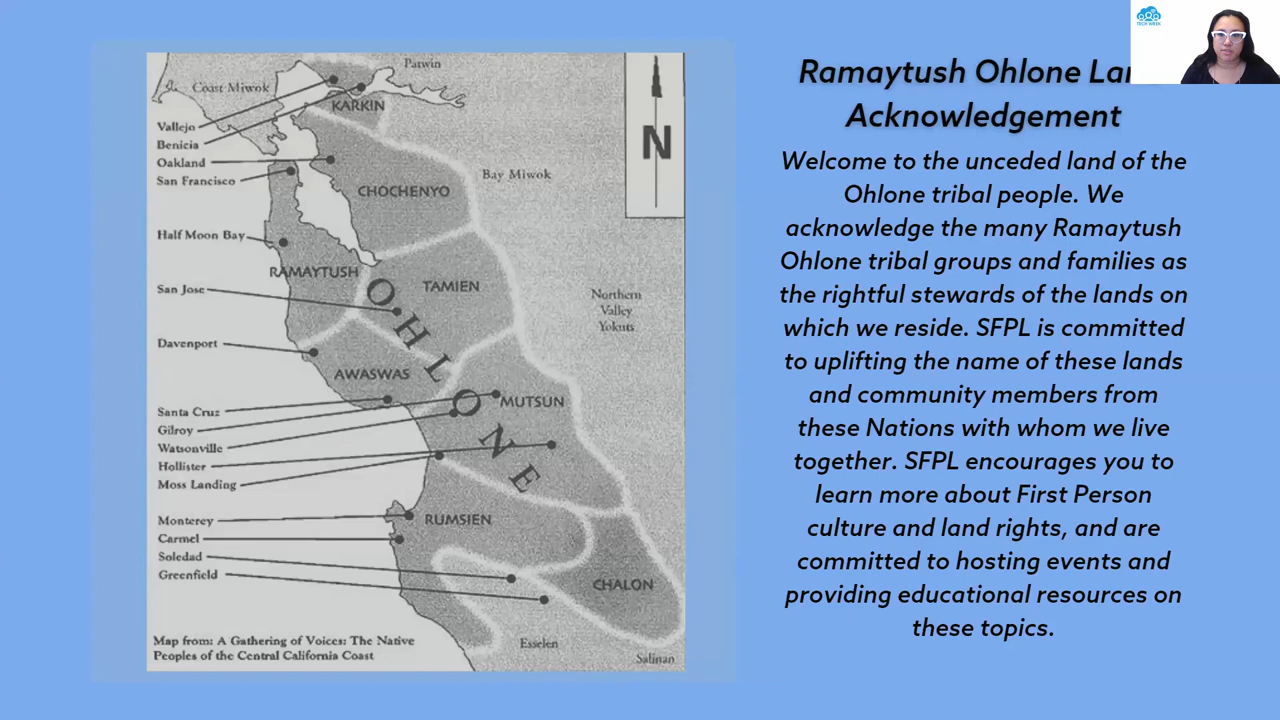 TECH WEEK
Ramaytush Ohlone
Acknowledgement
Welcome to the unceded land of the
Ohlone tribal people. We
acknowledge the many Ramaytush
Ohlone tribal groups and families as
the rightful stewards of the lands on
which we reside. SFPL is committed
to uplifting the name of these lands
and community members from
these Nations with whom we live
together. SFPL encourages you to
learn more about First Person
culture and land rights, and are
committed to hosting events and
providing educational resources on
these topics.
Patwin
Coast Miwok
KARKIN
Vallejo
Benicia
Oakland
San Francisco
N
Bay Miwok
CHOCHENYO
Half Moon Bay
RAMAYTUSH
San Jose
TAMIEN
OHLONE
Northern
Valley
Yokuts
Davenport
AWASWAS
MUTSUN
Santa Cruz
Gilroy
Watsonville
Hollister
Moss Landing
Monterey
RUMSIEN
Carmel
Soledad
Greenfield
CHALON
Esselen
Salinan
Map from: A Gathering of Voices: The Native
Peoples of the Central California Coast